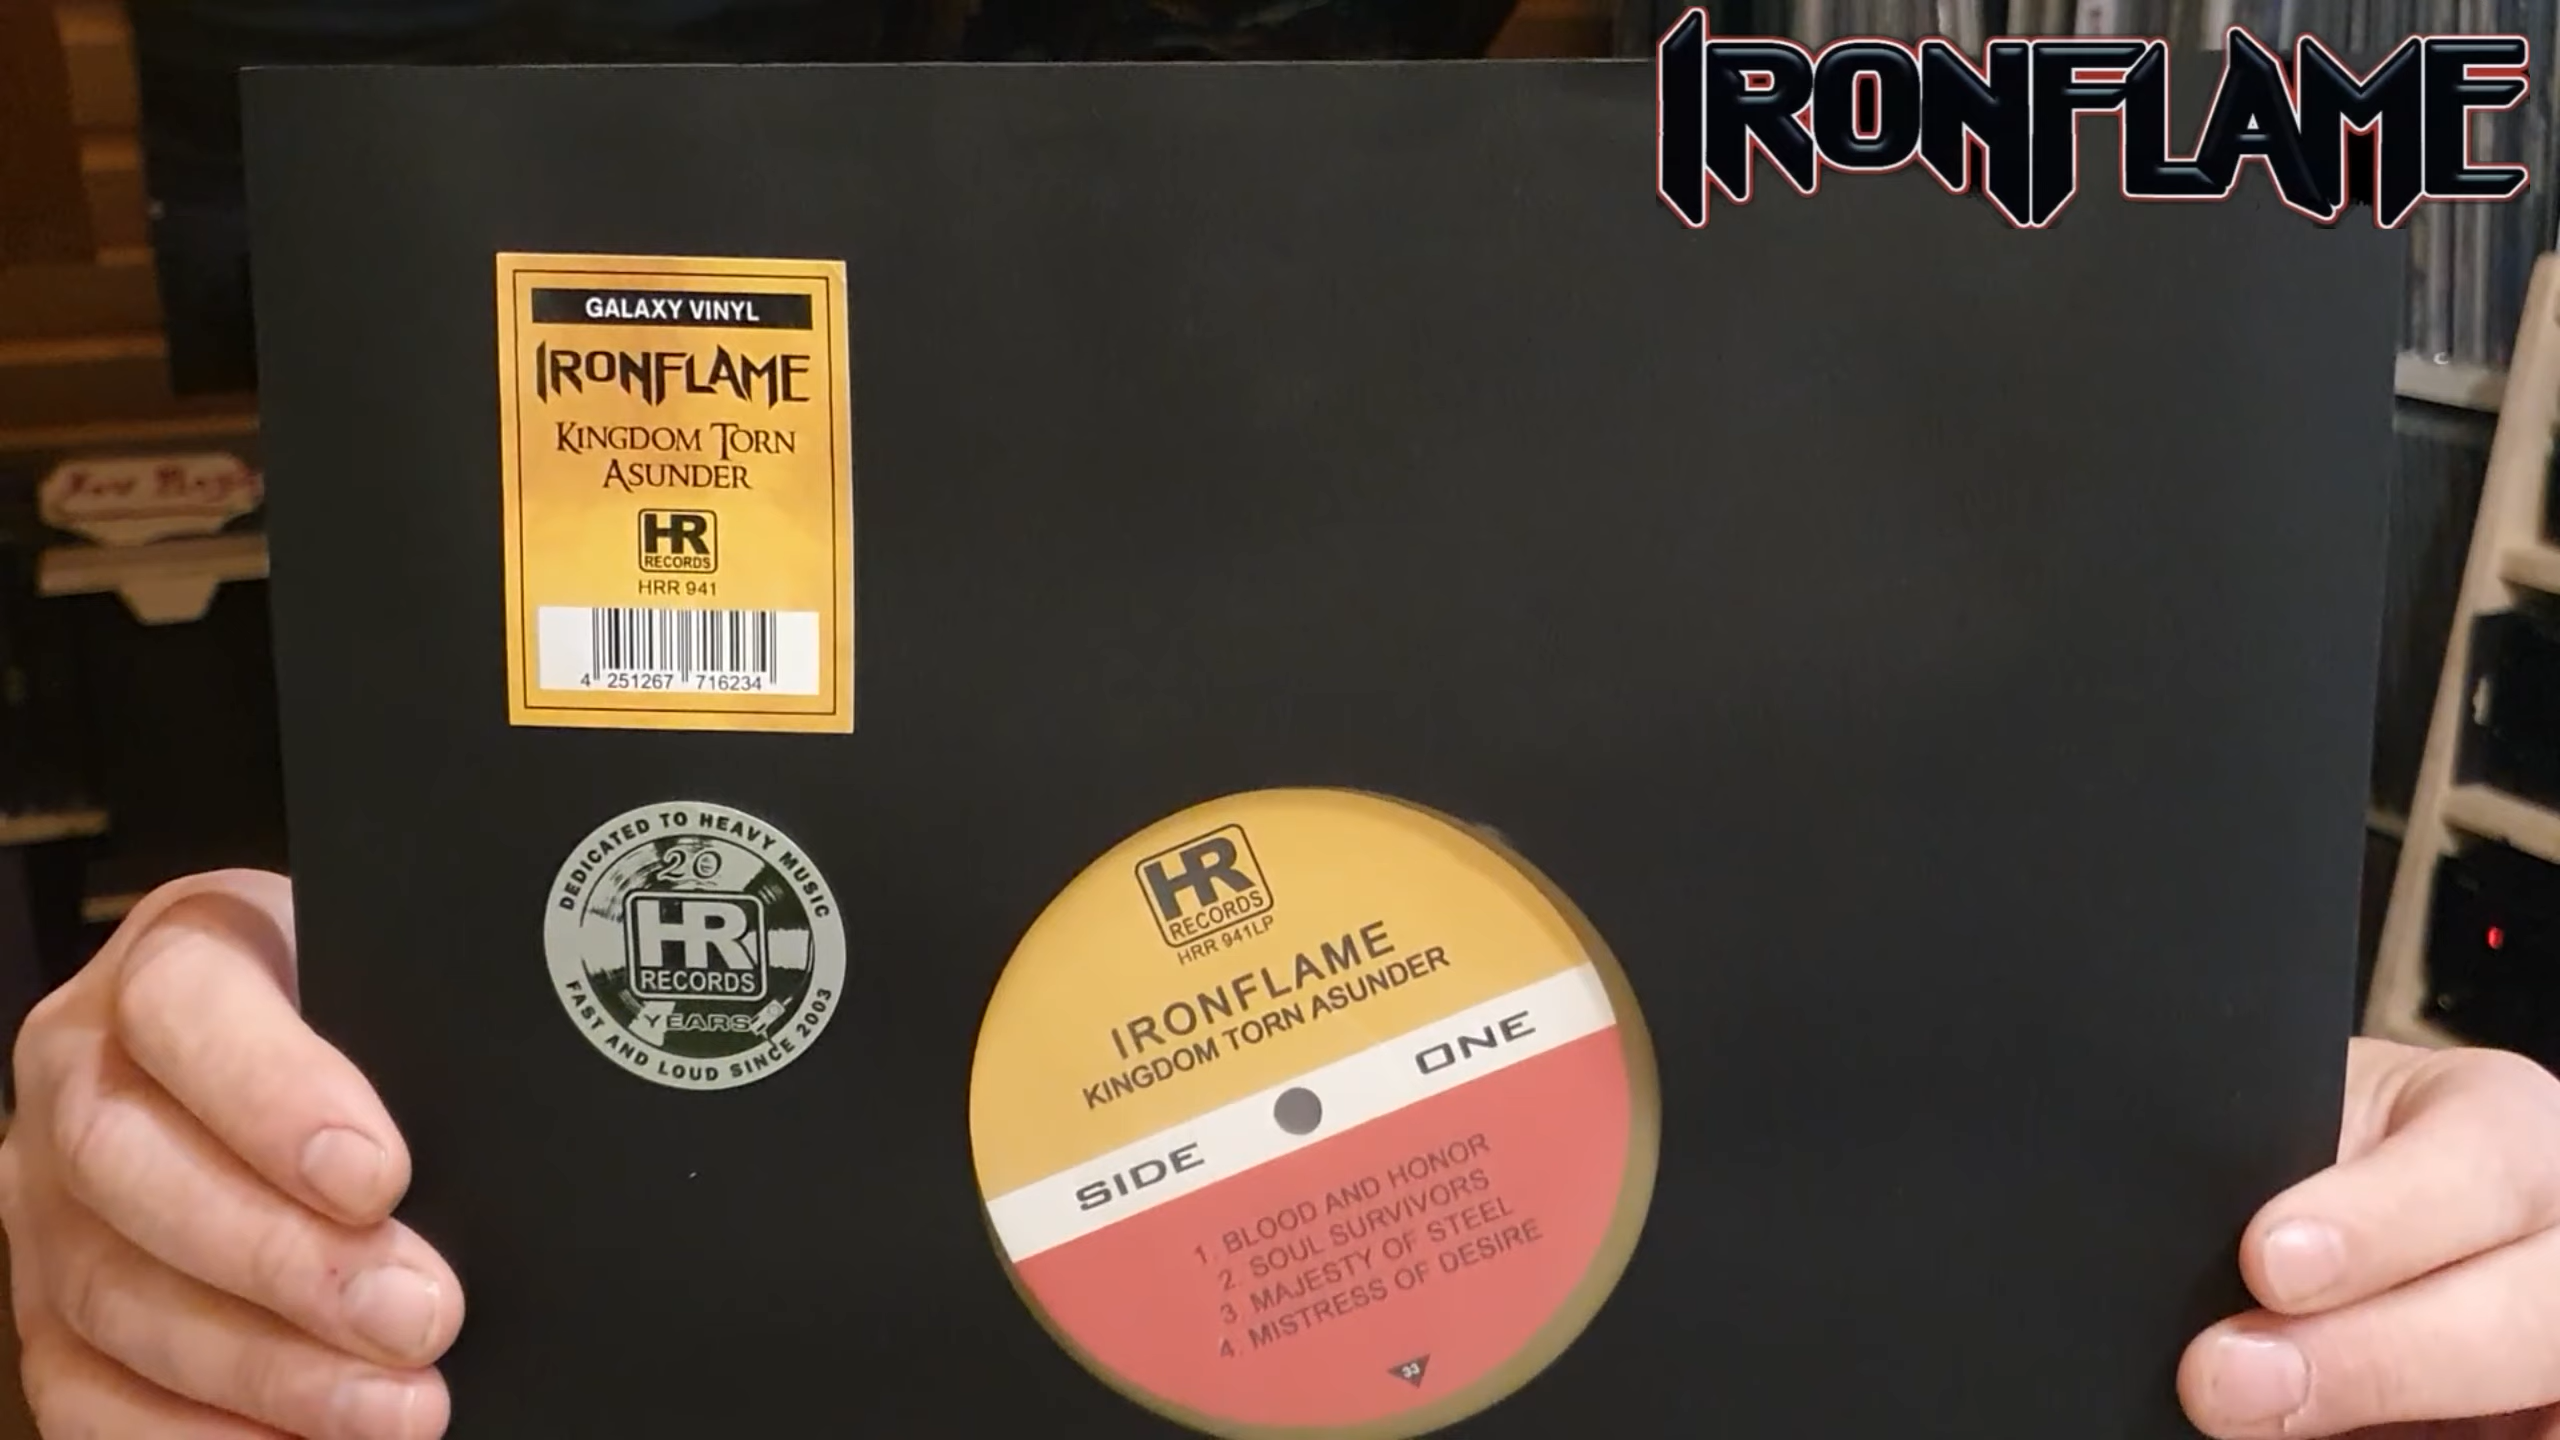 IRONFLAME
GALAXY VINYL
IRONFLAME
KINGDOM TORN
ASUNDER
HR
RECORDS
HRR 941
4 251267 716234
DEDICATED TO HEAVY MUSIC
20
HR
RECORDS
YEARS
FAST AND LOUD SINCE 2003
HR
RECORDS
HRR 941LP
IRONFLAME
KINGDOM TORN ASUNDER
SIDE ONE
1. BLOOD AND HONOR
2. SOUL SURVIVORS
3 MAJESTY OF STEEL
4. MISTRESS OF DESIRE
33